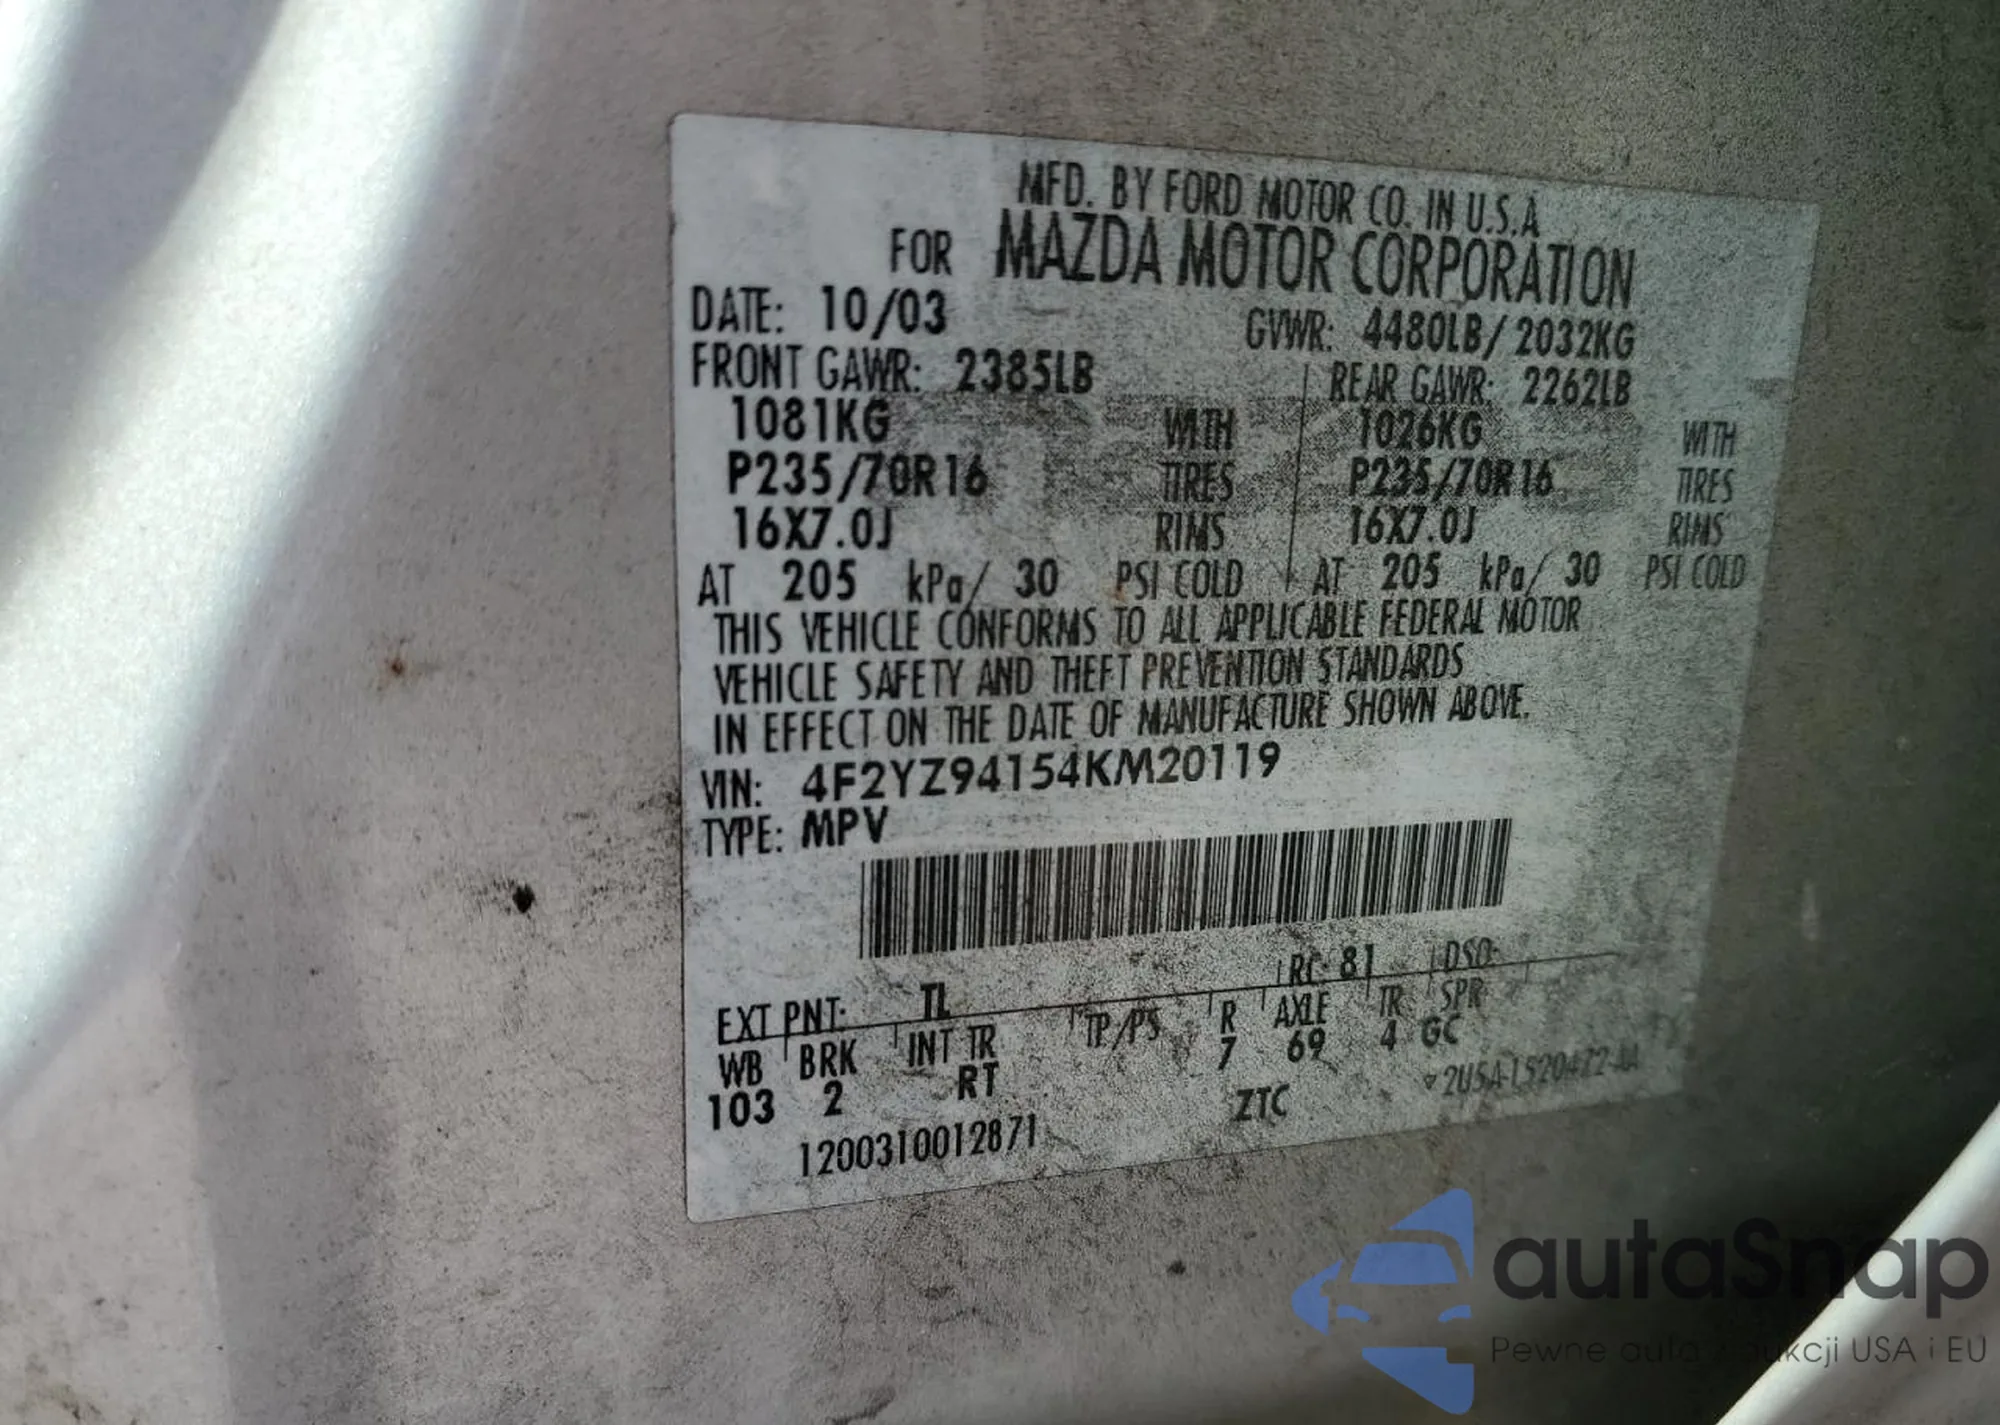 MFD. BY FORD MOTOR CO. IN U.S.A
FOR MAZDA MOTOR CORPORATION
DATE: 10/03 GVWR: 4480LB/ 2032KG
FRONT GAWR: 2385LB REAR GAWR: 2262LB
1081KG WITH 1026KG WITH
P235/70R16 TIRES P235/70R16 TIRES
16X7.0J RIMS 16X7.0J RIMS
AT 205 kPa/ 30 PSI COLD AT 205 kPa/ 30 PSI COLD
THIS VEHICLE CONFORMS TO ALL APPLICABLE FEDERAL MOTOR
VEHICLE SAFETY AND THEFT PREVENTION STANDARDS
IN EFFECT ON THE DATE OF MANUFACTURE SHOWN ABOVE.
VIN: 4F2YZ94154KM20119
TYPE: MPV
EXT PNT: TL RC: 81 DSO:
WB BRK INT TR TP/PS R AXLE TR SPR
103 2 RT 7 69 4 GC
1200310012871 ZTC
autaSnap
Pewne auta z aukcji USA i EU